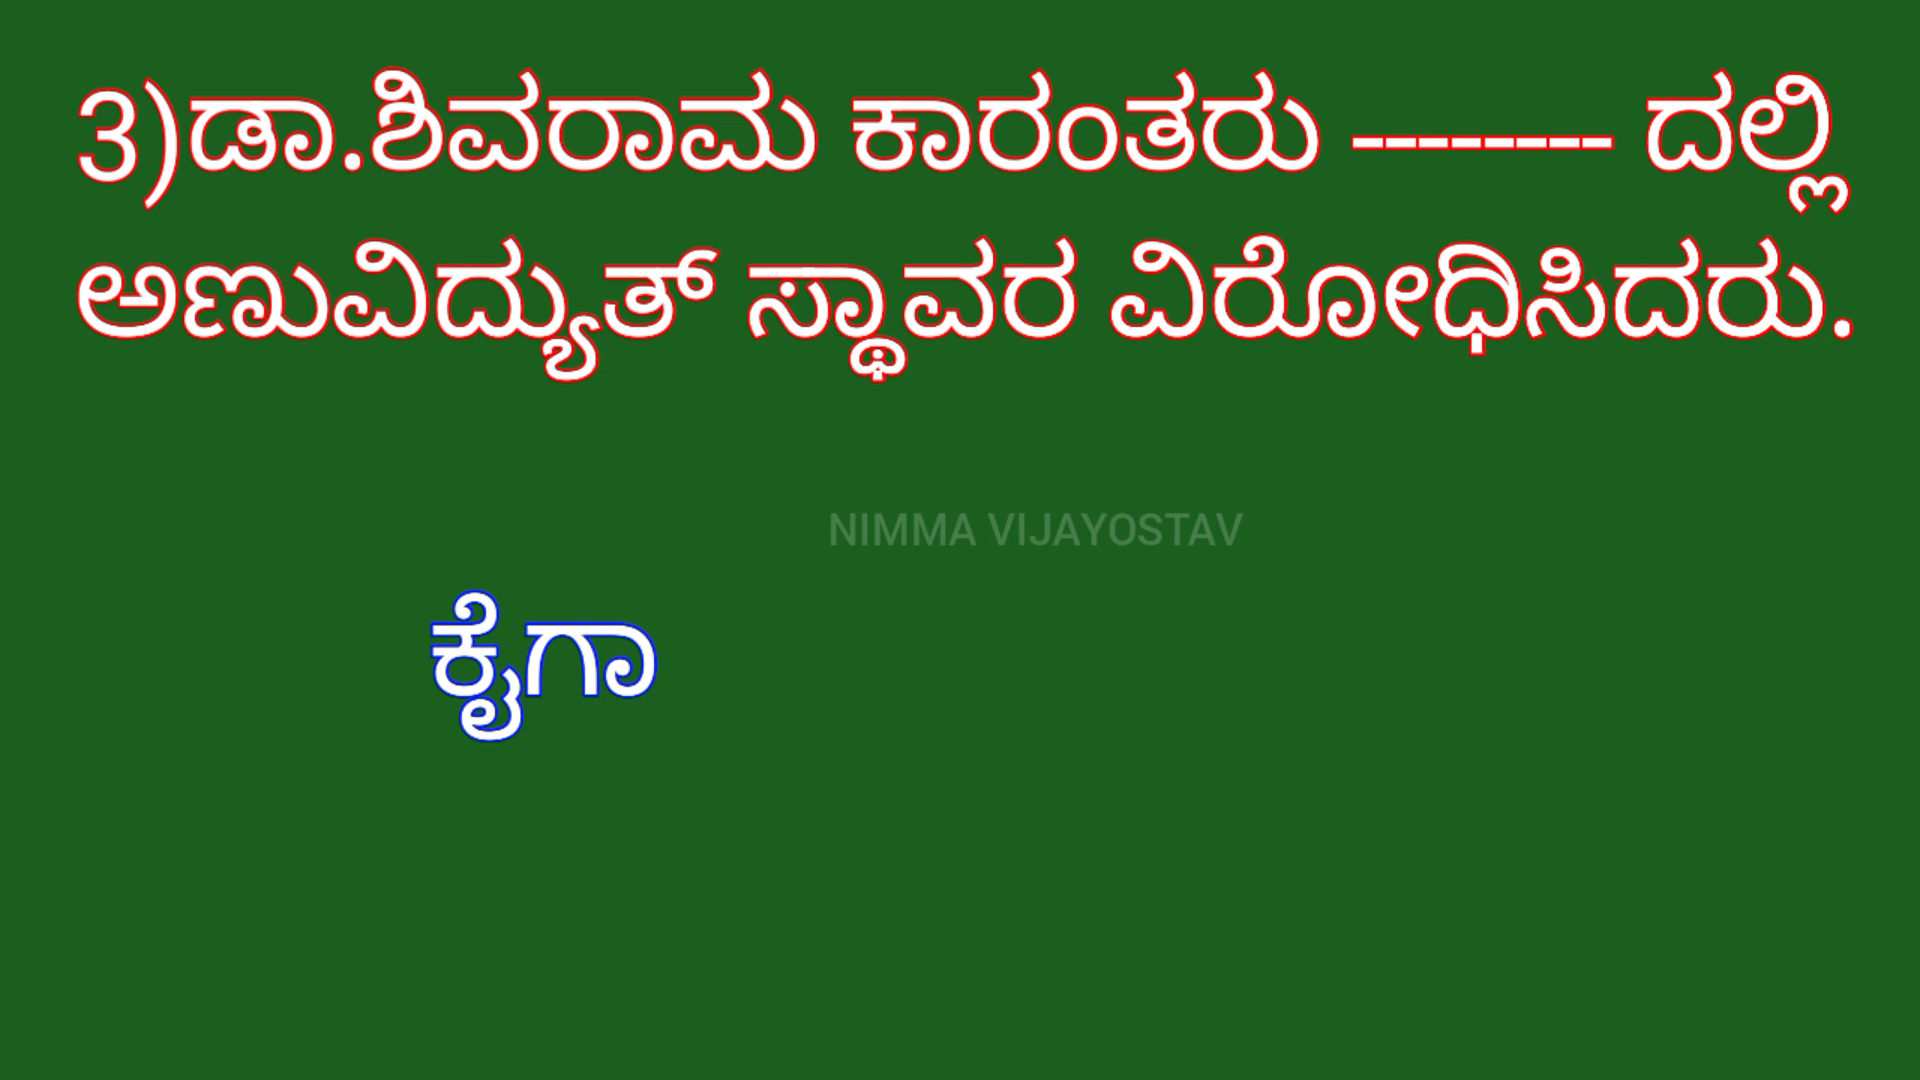 3)ಡಾ.ಶಿವರಾಮ ಕಾರಂತರು -------- ದಲ್ಲಿ
ಅಣುವಿದ್ಯುತ್ ಸ್ಥಾವರ ವಿರೋಧಿಸಿದರು.
NIMMA VIJAYOSTAV
ಕೈಗಾ